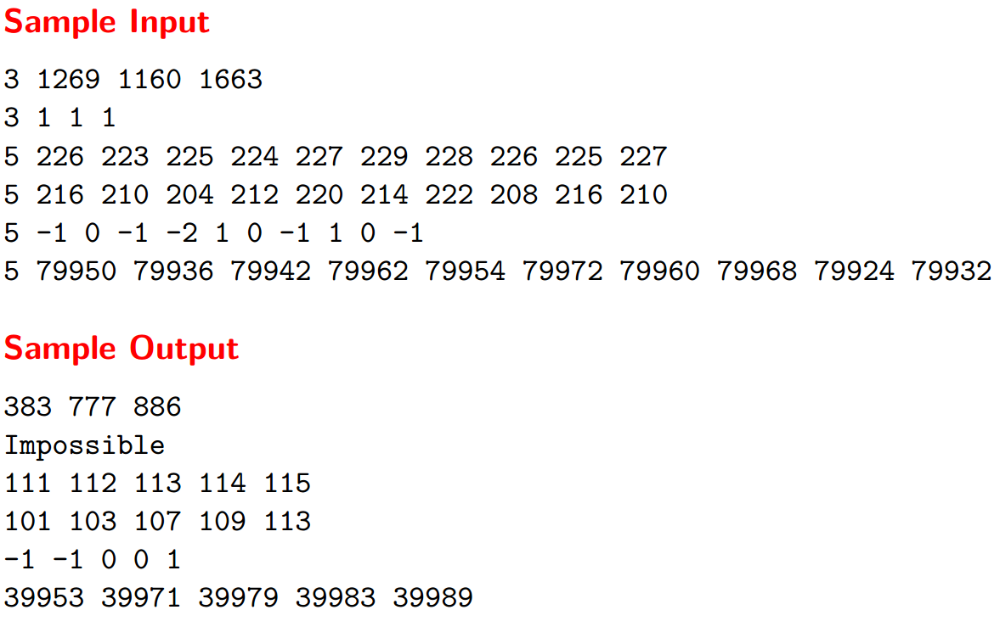 Sample Input
3 1269 1160 1663
3 1 1 1
5 226 223 225 224 227 229 228 226 225 227
5 216 210 204 212 220 214 222 208 216 210
5 -1 0 -1 -2 1 0 -1 1 0 -1
5 79950 79936 79942 79962 79954 79972 79960 79968 79924 79932
Sample Output
383 777 886
Impossible
111 112 113 114 115
101 103 107 109 113
-1 -1 0 0 1
39953 39971 39979 39983 39989